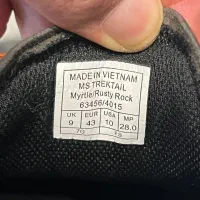 MADE IN VIETNAM
MS TREKTAIL
Myrtle/Rusty Rock
63456/4015
UK EUR USA MP
9 43 10 28.0